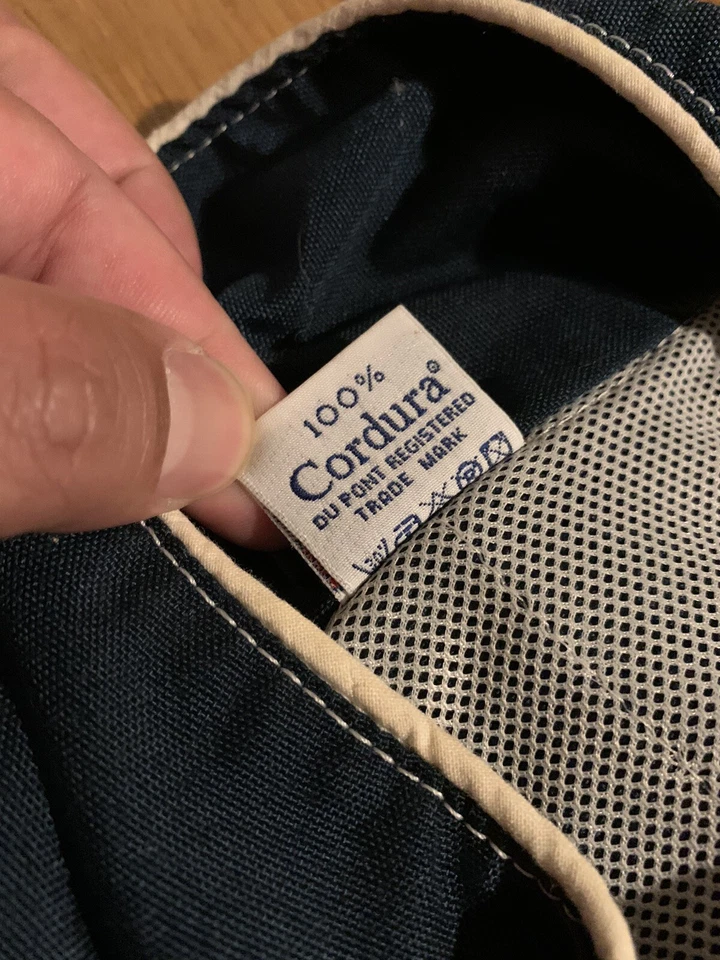 100%
Cordura®
DU PONT REGISTERED
TRADE MARK